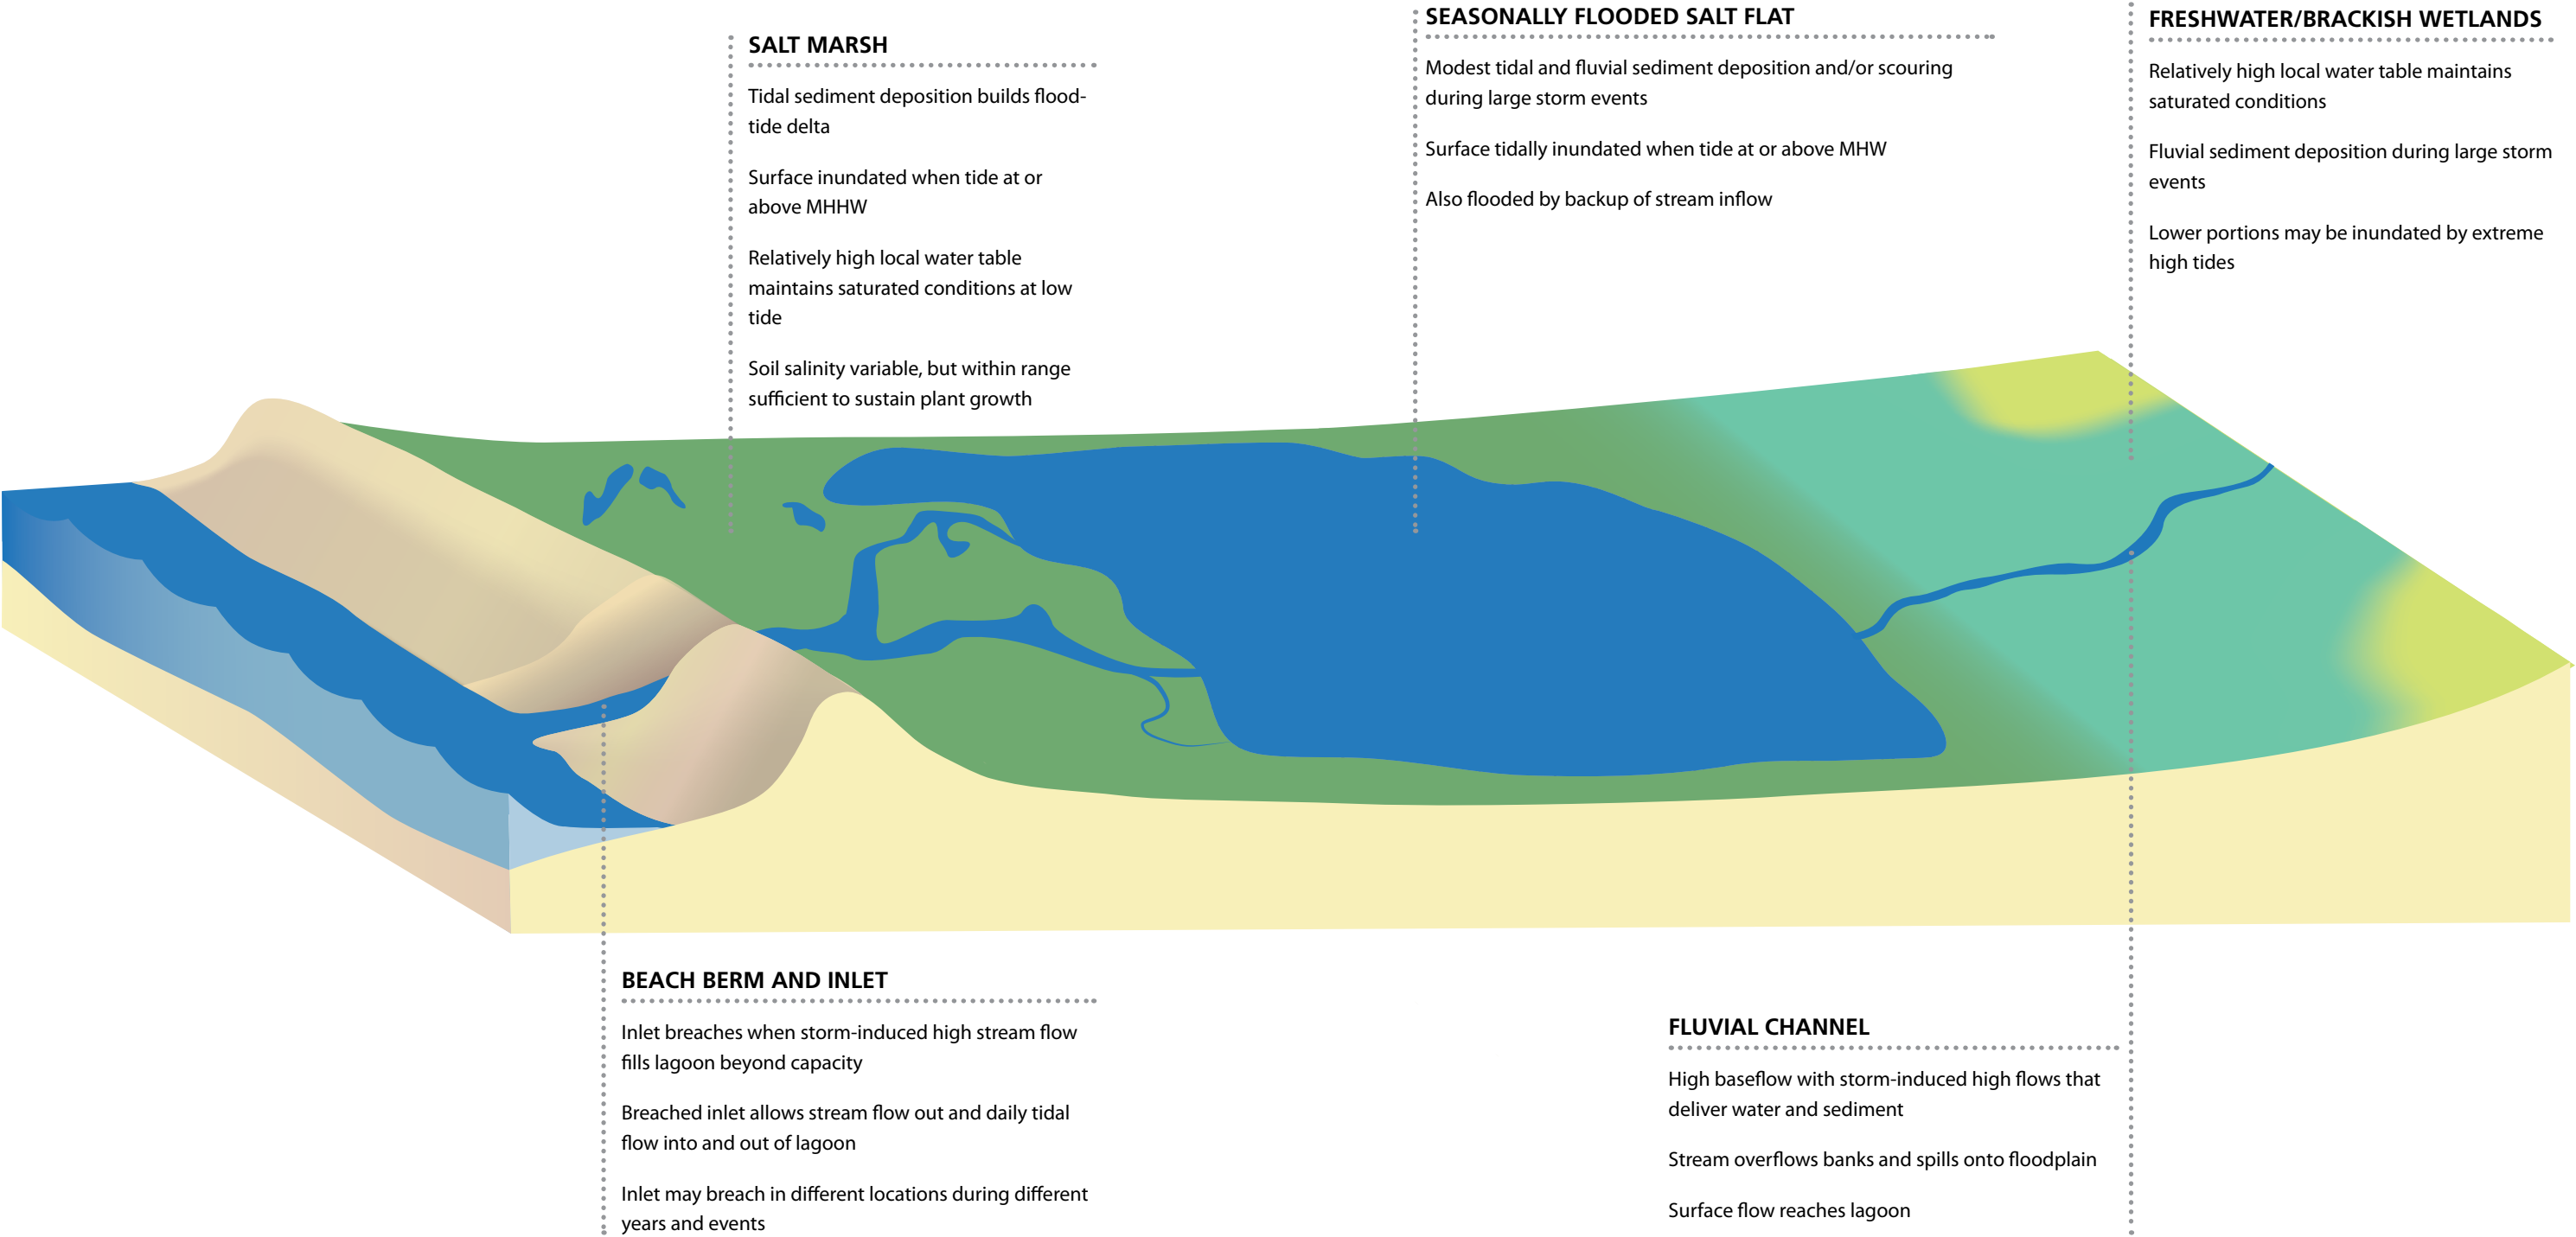 SALT MARSH
Tidal sediment deposition builds flood-
tide delta
Surface inundated when tide at or
above MHHW
Relatively high local water table
maintains saturated conditions at low
tide
Soil salinity variable, but within range
sufficient to sustain plant growth
SEASONALLY FLOODED SALT FLAT
Modest tidal and fluvial sediment deposition and/or scouring
during large storm events
Surface tidally inundated when tide at or above MHW
Also flooded by backup of stream inflow
FRESHWATER/BRACKISH WETLANDS
Relatively high local water table maintains
saturated conditions
Fluvial sediment deposition during large storm
events
Lower portions may be inundated by extreme
high tides
BEACH BERM AND INLET
Inlet breaches when storm-induced high stream flow
fills lagoon beyond capacity
Breached inlet allows stream flow out and daily tidal
flow into and out of lagoon
Inlet may breach in different locations during different
years and events
FLUVIAL CHANNEL
High baseflow with storm-induced high flows that
deliver water and sediment
Stream overflows banks and spills onto floodplain
Surface flow reaches lagoon